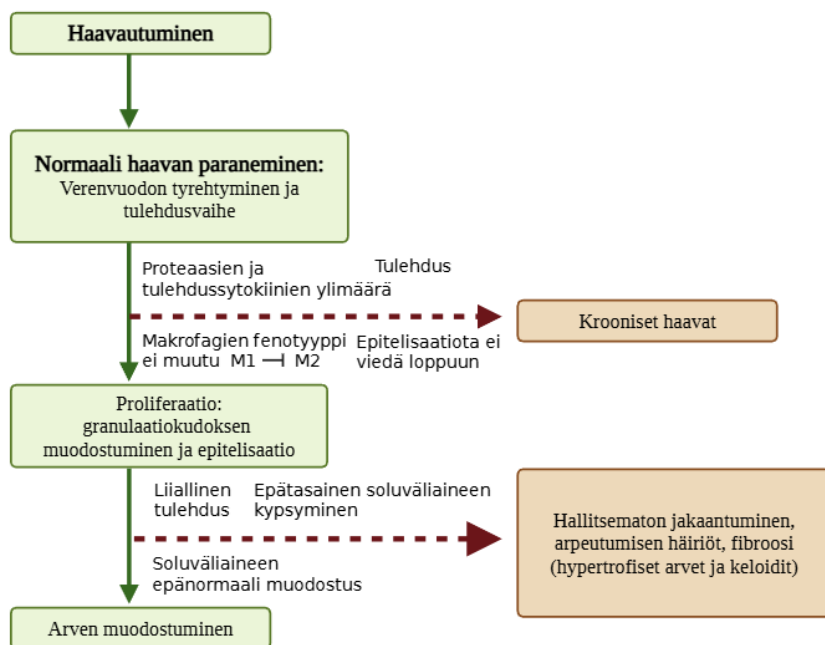 Haavautuminen
Normaali haavan paraneminen:
Verenvuodon tyrehtyminen ja
tulehdusvaihe
Proteaasien ja
tulehdussytokiinien ylimäärä
Tulehdus
Krooniset haavat
Makrofagien fenotyyppi
ei muutu M1 ⊣ M2
Epitelisaatiota ei
viedä loppuun
Proliferaatio:
granulaatiokudoksen
muodostuminen ja epitelisaatio
Liiallinen
tulehdus
Epätasainen soluväliaineen
kypsyminen
Hallitsematon jakaantuminen,
arpeutumisen häiriöt, fibroosi
(hypertrofiset arvet ja keloidit)
Soluväliaineen
epänormaali muodostus
Arven muodostuminen